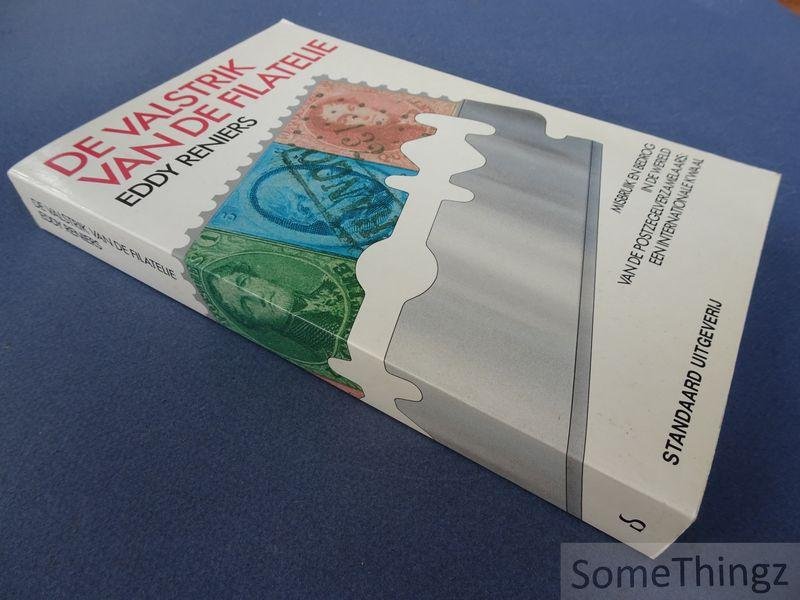 DE VALSTRIK
VAN DE FILATELIE
EDDY RENIERS
MISBRUIK EN BEDROG
IN DE WERELD
VAN DE POSTZEGELVERZAMELAARS:
EEN INTERNATIONALE KWAAL
STANDAARD UITGEVERIJ
DE VALSTRIK VAN DE FILATELIE
EDDY RENIERS
S
SomeThingz